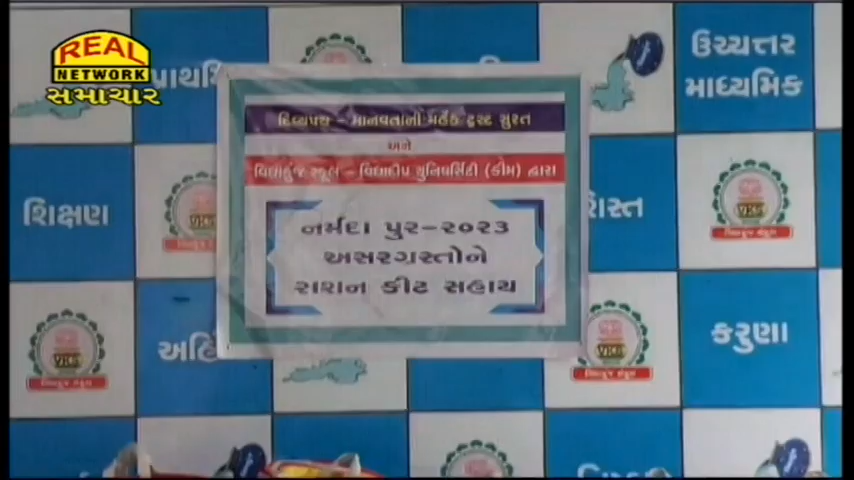 REAL
NETWORK
સમાચાર
ઉચ્ચત્તર
માધ્યમિક
દિવ્યપથ - માનવતાની મહેક ટ્રસ્ટ સુરત
અને
વિદ્યાકુંજ સ્કૂલ - વિદ્યાદીપ યુનિવર્સિટી (કીમ) દ્વારા
નર્મદા પુર-૨૦૨૩
અસરગ્રસ્તોને
રાશન કીટ સહાય
શિક્ષણ
શિસ્ત
કરુણા
VKS